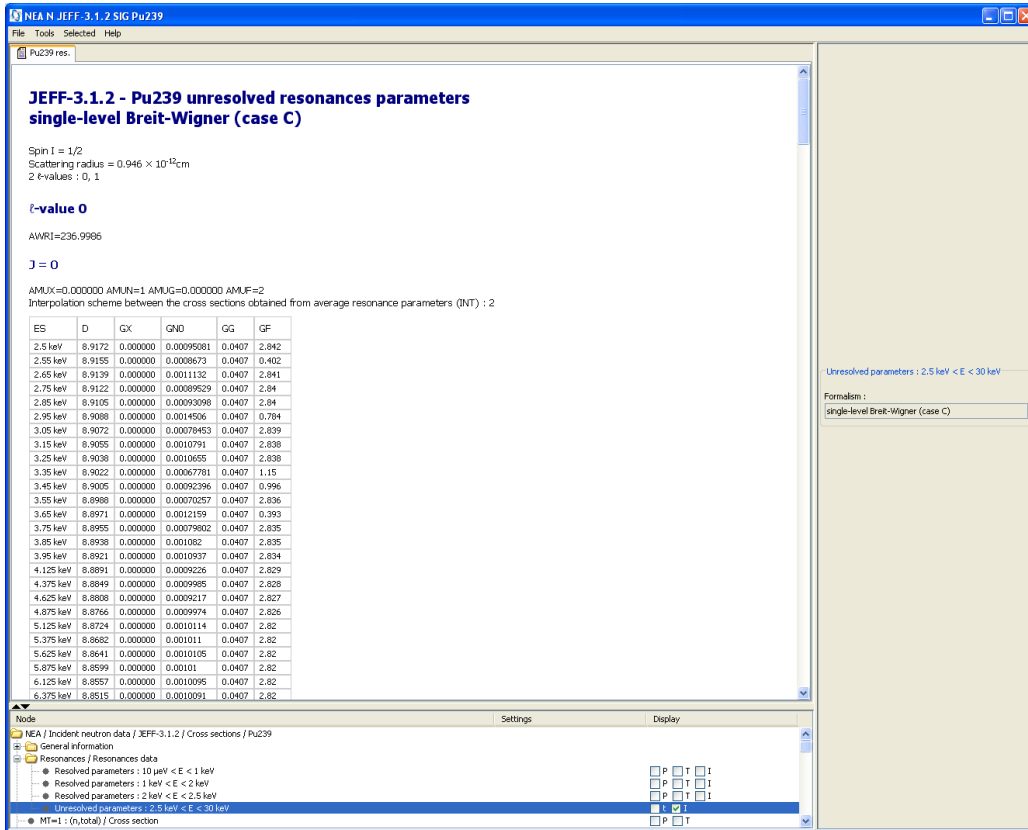 NEA N JEFF-3.1.2 SIG Pu239
File Tools Selected Help
Pu239 res.
JEFF-3.1.2 - Pu239 unresolved resonances parameters
single-level Breit-Wigner (case C)
Spin I = 1/2
Scattering radius = 0.946 × 10⁻¹²cm
2 ℓ-values : 0, 1
ℓ-value 0
AWRI=236.9986
J = 0
AMUX=0.000000 AMUN=1 AMUG=0.000000 AMUF=2
Interpolation scheme between the cross sections obtained from average resonance parameters (INT) : 2
ES D GX GN0 GG GF
2.5 keV 8.9172 0.000000 0.00095081 0.0407 2.842
2.55 keV 8.9155 0.000000 0.0008673 0.0407 0.402
2.65 keV 8.9139 0.000000 0.0011132 0.0407 2.841
2.75 keV 8.9122 0.000000 0.00089529 0.0407 2.84
2.85 keV 8.9105 0.000000 0.00093098 0.0407 2.84
2.95 keV 8.9088 0.000000 0.0014506 0.0407 0.784
3.05 keV 8.9072 0.000000 0.00078453 0.0407 2.839
3.15 keV 8.9055 0.000000 0.0010791 0.0407 2.838
3.25 keV 8.9038 0.000000 0.0010655 0.0407 2.838
3.35 keV 8.9022 0.000000 0.00067781 0.0407 1.15
3.45 keV 8.9005 0.000000 0.00092396 0.0407 0.996
3.55 keV 8.8988 0.000000 0.00070257 0.0407 2.836
3.65 keV 8.8971 0.000000 0.0012159 0.0407 0.393
3.75 keV 8.8955 0.000000 0.00079802 0.0407 2.835
3.85 keV 8.8938 0.000000 0.001082 0.0407 2.835
3.95 keV 8.8921 0.000000 0.0010937 0.0407 2.834
4.125 keV 8.8891 0.000000 0.0009226 0.0407 2.829
4.375 keV 8.8849 0.000000 0.0009985 0.0407 2.828
4.625 keV 8.8808 0.000000 0.0009217 0.0407 2.827
4.875 keV 8.8766 0.000000 0.0009974 0.0407 2.826
5.125 keV 8.8724 0.000000 0.0010114 0.0407 2.82
5.375 keV 8.8682 0.000000 0.001011 0.0407 2.82
5.625 keV 8.8641 0.000000 0.0010105 0.0407 2.82
5.875 keV 8.8599 0.000000 0.00101 0.0407 2.82
6.125 keV 8.8557 0.000000 0.0010095 0.0407 2.82
6.375 keV 8.8515 0.000000 0.0010091 0.0407 2.82
Unresolved parameters : 2.5 keV < E < 30 keV
Formalism :
single-level Breit-Wigner (case C)
Node Settings Display
NEA / Incident neutron data / JEFF-3.1.2 / Cross sections / Pu239
General information
Resonances / Resonances data
Resolved parameters : 10 µeV < E < 1 keV P T I
Resolved parameters : 1 keV < E < 2 keV P T I
Resolved parameters : 2 keV < E < 2.5 keV P T I
Unresolved parameters : 2.5 keV < E < 30 keV t I
MT=1 : (n,total) / Cross section P T